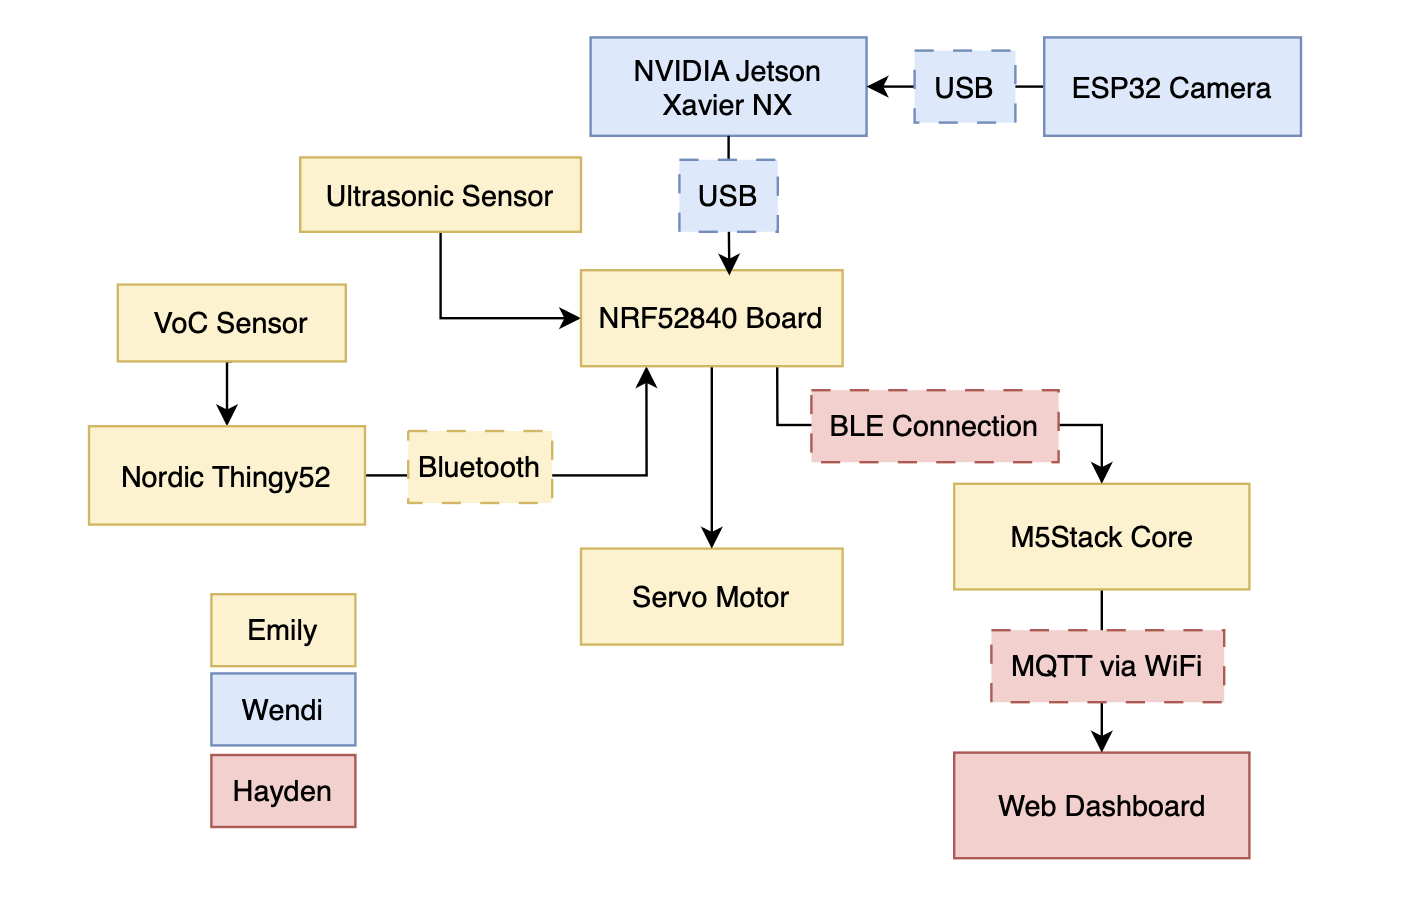 NVIDIA Jetson
Xavier NX
USB
ESP32 Camera
Ultrasonic Sensor
USB
VoC Sensor
NRF52840 Board
Nordic Thingy52
Bluetooth
BLE Connection
M5Stack Core
Servo Motor
Emily
MQTT via WiFi
Wendi
Hayden
Web Dashboard